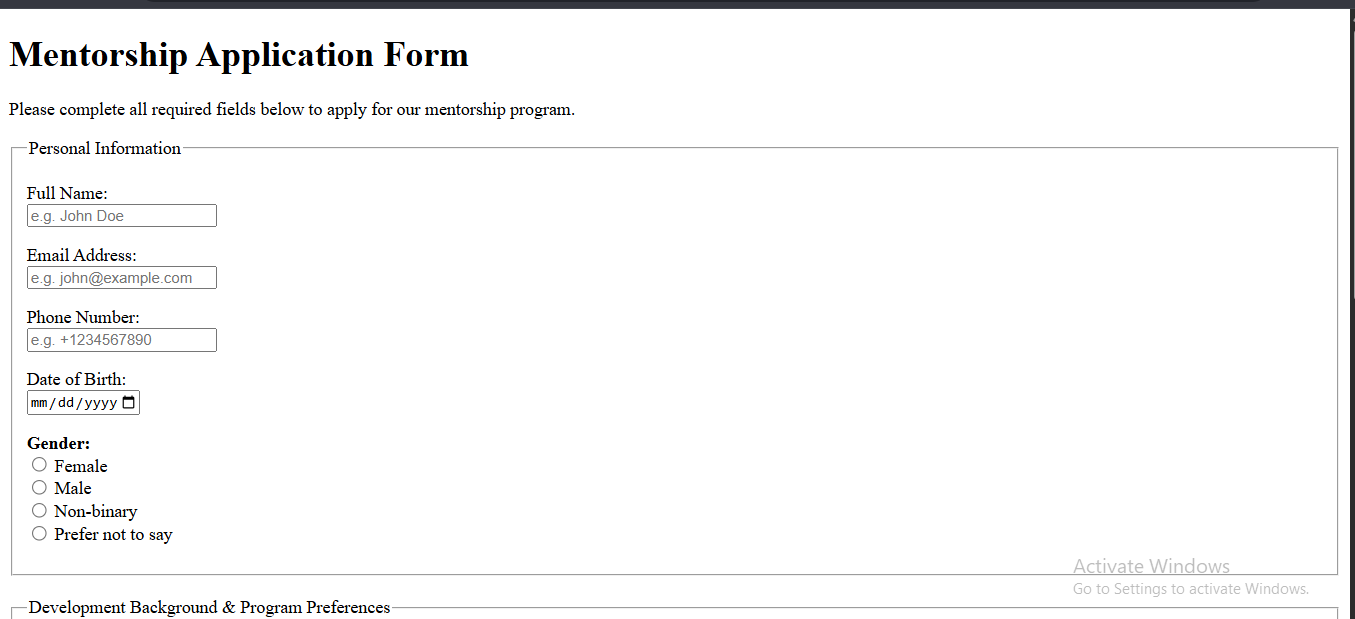 Mentorship Application Form
Please complete all required fields below to apply for our mentorship program.
Personal Information
Full Name:
e.g. John Doe
Email Address:
e.g. john@example.com
Phone Number:
e.g. +1234567890
Date of Birth:
mm/dd/yyyy
Gender:
Female
Male
Non-binary
Prefer not to say
Activate Windows
Go to Settings to activate Windows.
Development Background & Program Preferences